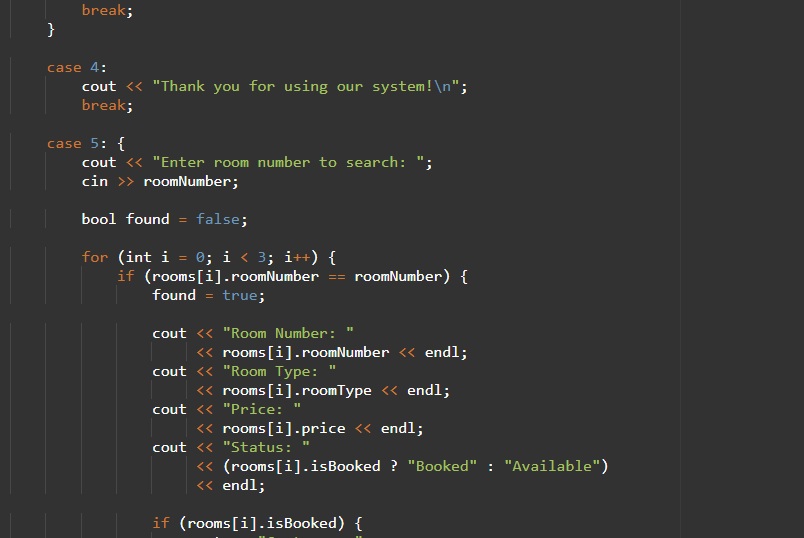 break;
}
case 4:
cout << "Thank you for using our system!\n";
break;
case 5: {
cout << "Enter room number to search: ";
cin >> roomNumber;
bool found = false;
for (int i = 0; i < 3; i++) {
if (rooms[i].roomNumber == roomNumber) {
found = true;
cout << "Room Number: "
<< rooms[i].roomNumber << endl;
cout << "Room Type: "
<< rooms[i].roomType << endl;
cout << "Price: "
<< rooms[i].price << endl;
cout << "Status: "
<< (rooms[i].isBooked ? "Booked" : "Available")
<< endl;
if (rooms[i].isBooked) {